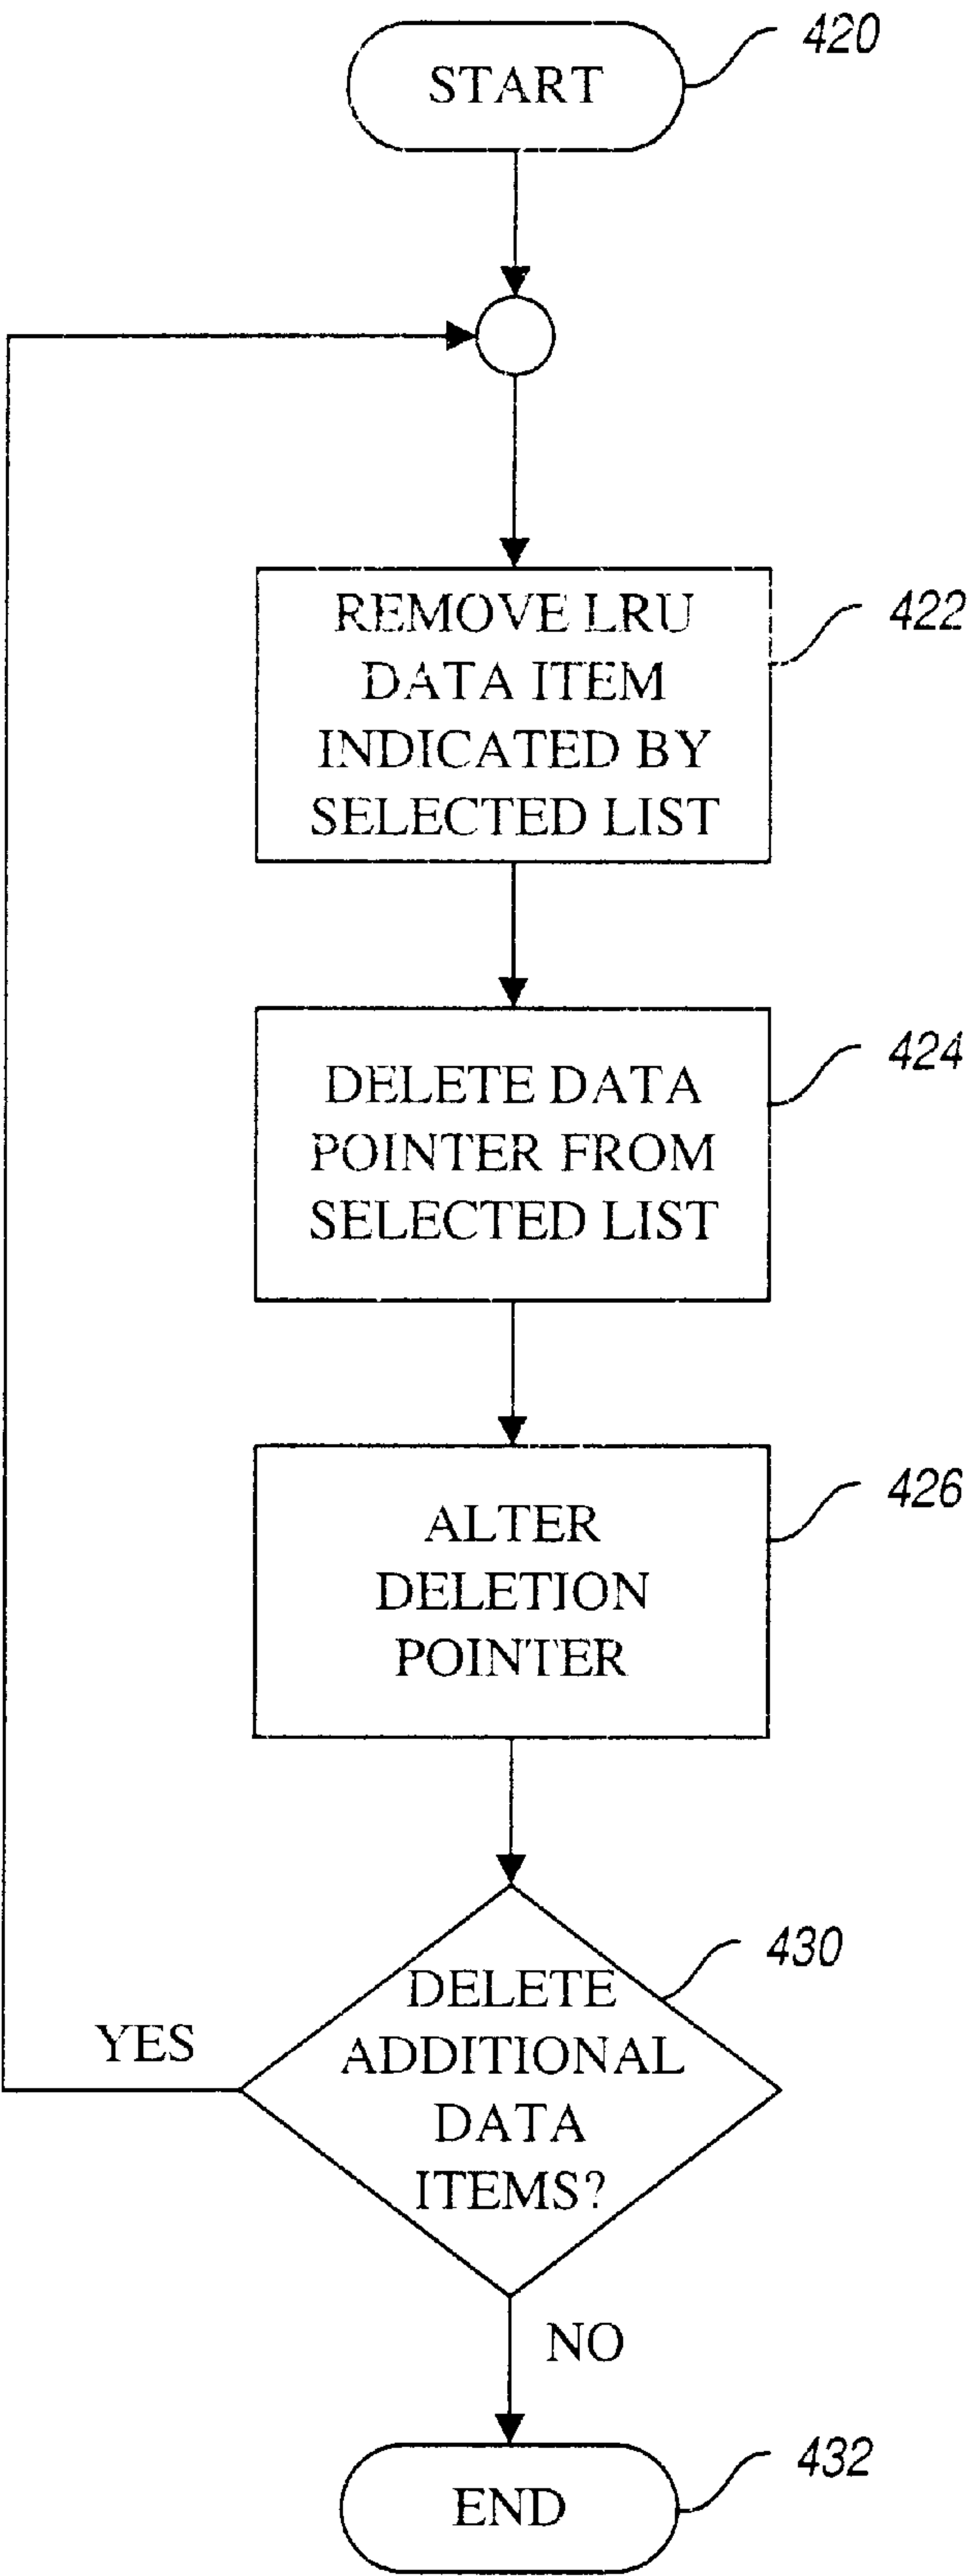 START
420
REMOVE LRU
DATA ITEM
INDICATED BY
SELECTED LIST
422
DELETE DATA
POINTER FROM
SELECTED LIST
424
ALTER
DELETION
POINTER
426
DELETE
ADDITIONAL
DATA
ITEMS?
430
YES
NO
END
432